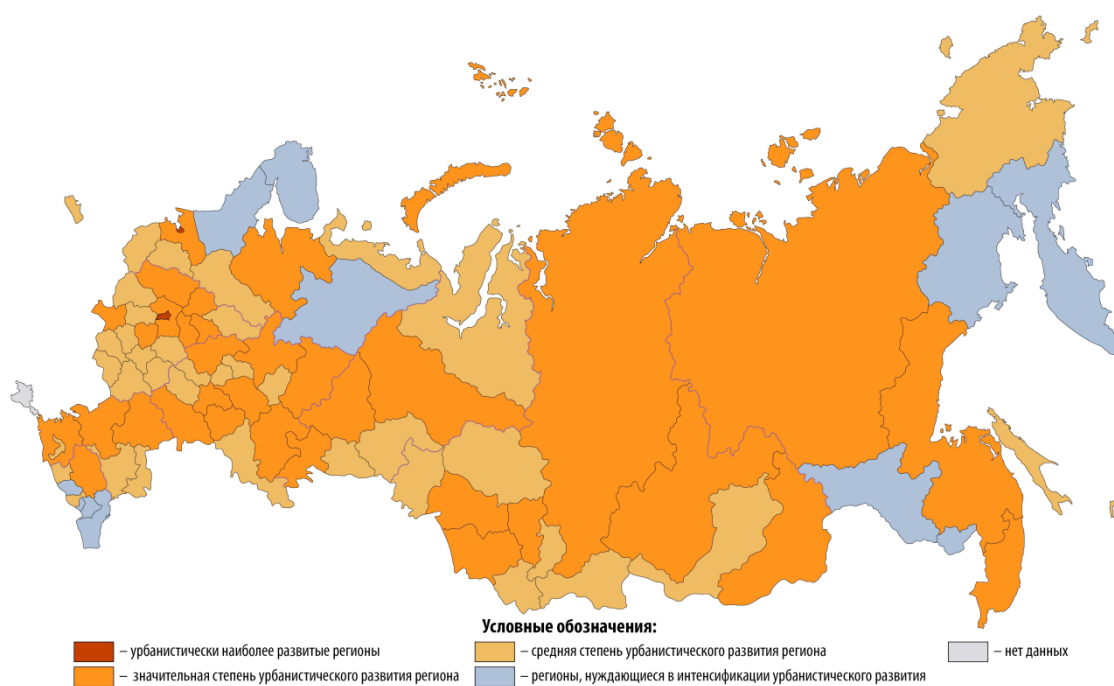 Условные обозначения:
– урбанистически наиболее развитые регионы
– средняя степень урбанистического развития региона
– нет данных
– значительная степень урбанистического развития региона
– регионы, нуждающиеся в интенсификации урбанистического развития